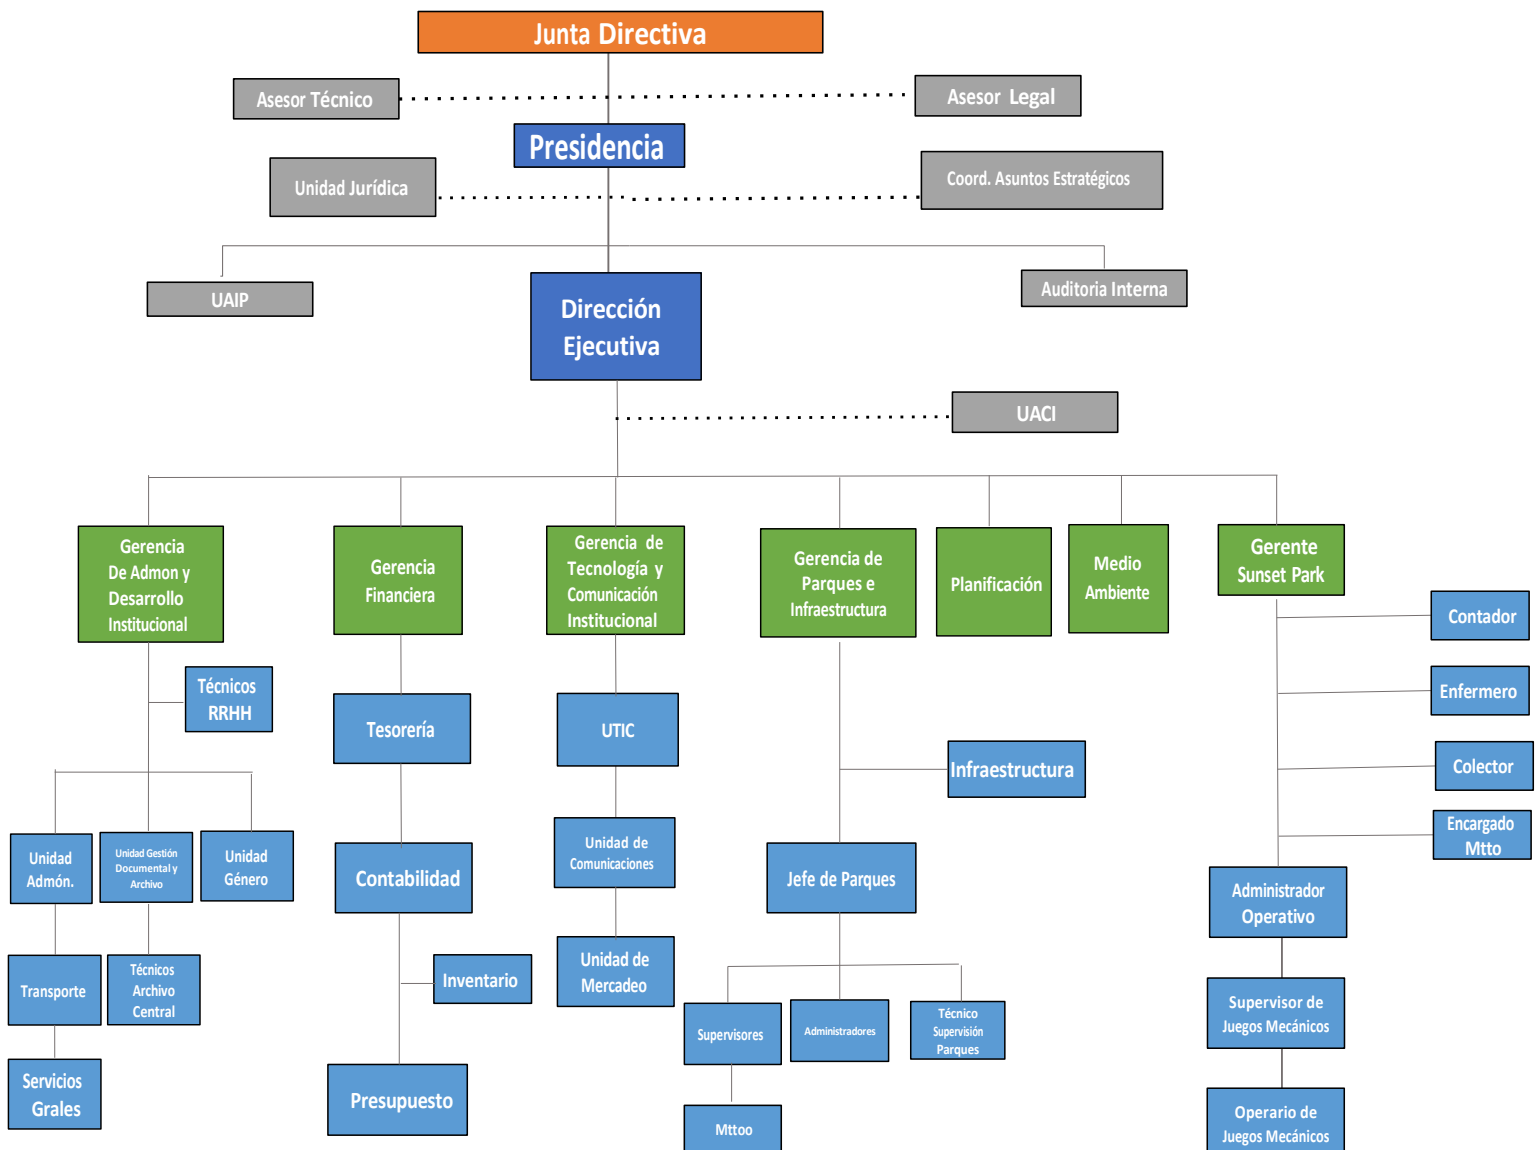 Junta Directiva
Asesor Técnico
Asesor Legal
Presidencia
Unidad Jurídica
Coord. Asuntos Estratégicos
UAIP
Auditoria Interna
Dirección
Ejecutiva
UACI
Gerencia
De Admon y
Desarrollo
Institucional
Gerencia
Financiera
Gerencia de
Tecnología y
Comunicación
Institucional
Gerencia de
Parques e
Infraestructura
Planificación
Medio
Ambiente
Gerente
Sunset Park
Contador
Técnicos
RRHH
Enfermero
Tesorería
UTIC
Infraestructura
Colector
Encargado
Mtto
Unidad
Admón.
Unidad Gestión
Documental y
Archivo
Unidad
Género
Contabilidad
Unidad de
Comunicaciones
Jefe de Parques
Administrador
Operativo
Transporte
Técnicos
Archivo
Central
Inventario
Unidad de
Mercadeo
Supervisores
Administradores
Técnico
Supervisión
Parques
Supervisor de
Juegos Mecánicos
Servicios
Grales
Presupuesto
Mttoo
Operario de
Juegos Mecánicos